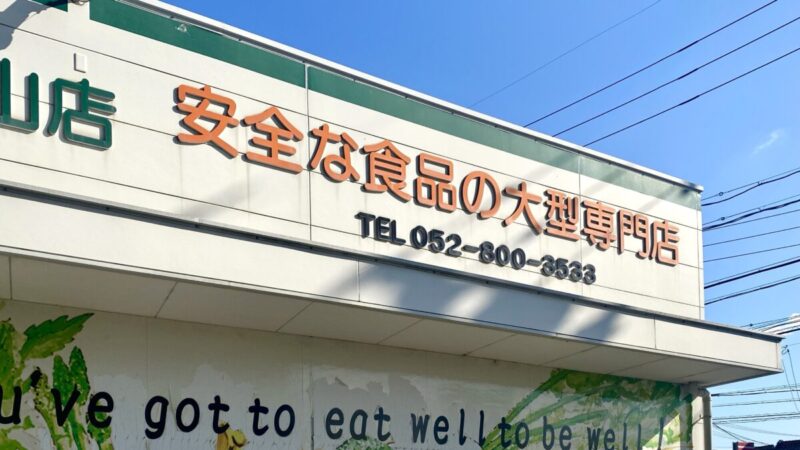 山店 安全な食品の大型専門店
TEL 052-800-3533
u've got to eat well to be well!